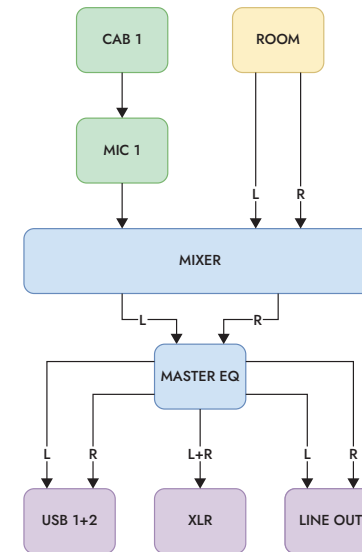 CAB 1
ROOM
MIC 1
L R
MIXER
L R
MASTER EQ
L R L+R L R
USB 1+2
XLR
LINE OUT